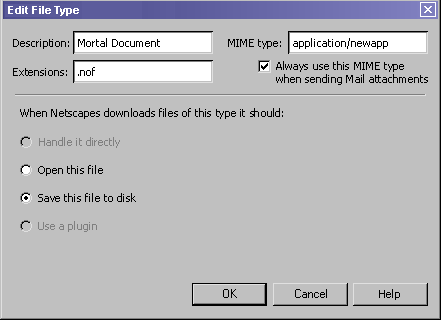 Edit File Type
Description: Mortal Document MIME type: application/newapp
Extensions: .nof Always use this MIME type
when sending Mail attachments
When Netscapes downloads files of this type it should:
Handle it directly
Open this file
Save this file to disk
Use a plugin
OK Cancel Help